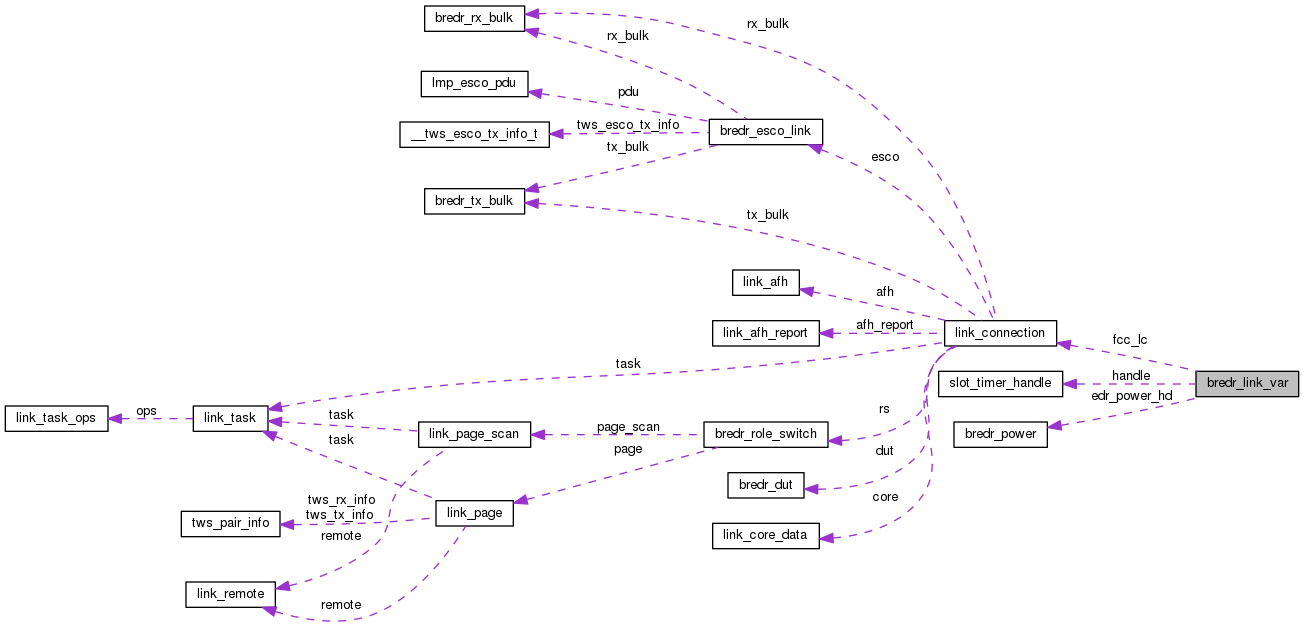 bredr_rx_bulk
rx_bulk
rx_bulk
lmp_esco_pdu
pdu
__tws_esco_tx_info_t
tws_esco_tx_info
bredr_esco_link
tx_bulk
esco
bredr_tx_bulk
tx_bulk
link_afh
afh
link_afh_report
afh_report
link_connection
fcc_lc
task
slot_timer_handle
handle
bredr_link_var
edr_power_hd
link_task_ops
ops
link_task
task
link_page_scan
page_scan
bredr_role_switch
rs
bredr_power
task
page
dut
bredr_dut
core
tws_rx_info
tws_tx_info
tws_pair_info
link_page
link_core_data
remote
link_remote
remote